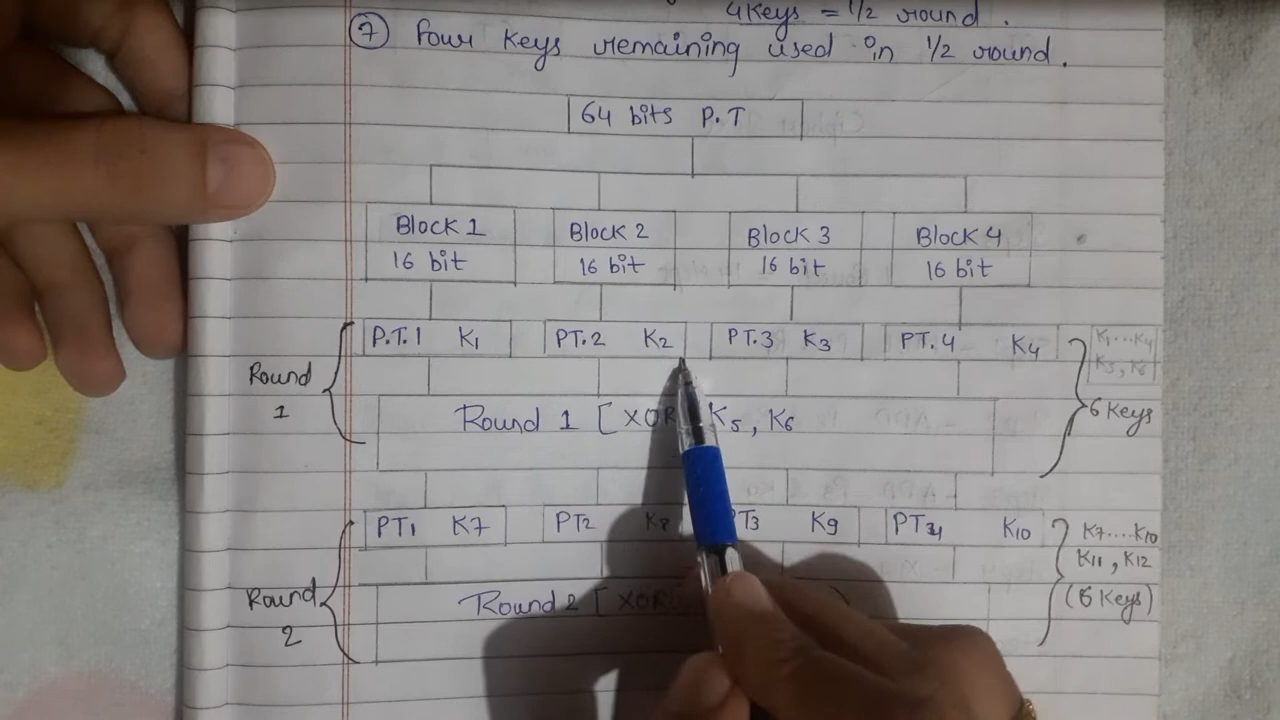 4Keys = 1/2 round.
⑦ Four Keys remaining used in 1/2 round.
64 bits P.T
Block 1 Block 2 Block 3 Block 4
16 bit 16 bit 16 bit 16 bit
P.T.1 K1 PT.2 K2 PT.3 K3 PT.4 K4
K1...K4
K5, K6
6 Keys
Round
1
Round 1 [XOR K5, K6
PT1 K7 PT2 K8 PT3 K9 PT4 K10
K7....K10
K11, K12
(6 Keys)
Round
2
Round 2 [XOR )